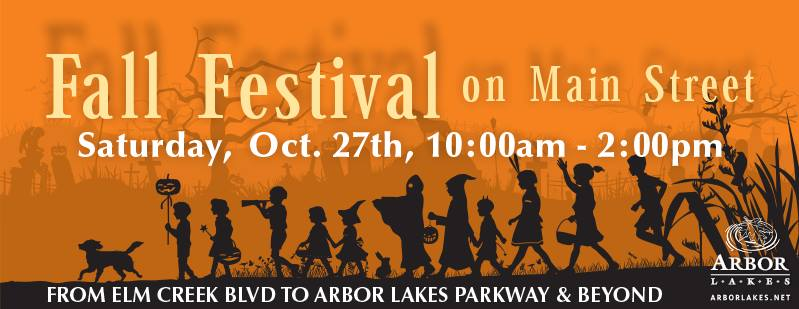 Fall Festival on Main Street
Saturday, Oct. 27th, 10:00am - 2:00pm
ARBOR
L•A•K•E•S
FROM ELM CREEK BLVD TO ARBOR LAKES PARKWAY & BEYOND
ARBORLAKES.NET